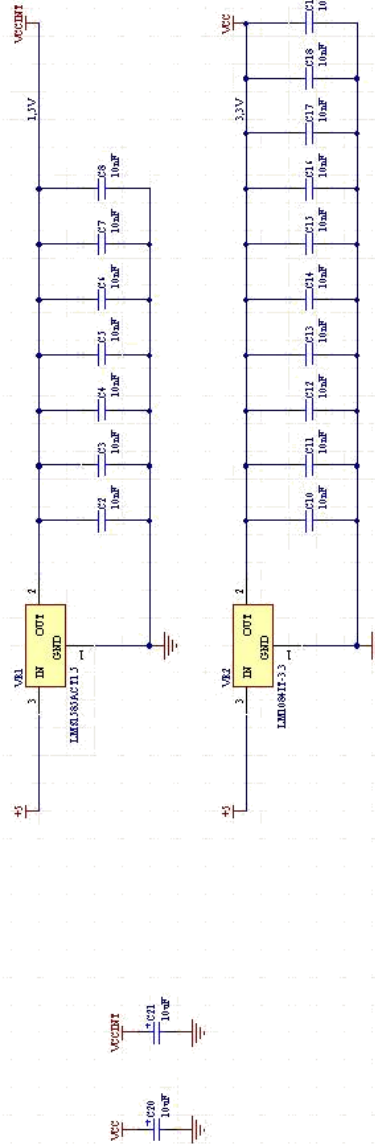 +5
VR1
3
IN
OUT
2
GND
1
LMS1585ACT1.5
C2
10nF
C3
10nF
C4
10nF
C5
10nF
C6
10nF
C7
10nF
C8
10nF
1,5V
VCCINT
+5
VR2
3
IN
OUT
2
GND
1
LM1084IT-3.3
C10
10nF
C11
10nF
C12
10nF
C13
10nF
C14
10nF
C15
10nF
C16
10nF
C17
10nF
C18
10nF
3,3V
VCC
VCC
+
C20
10uF
VCCINT
+
C21
10uF